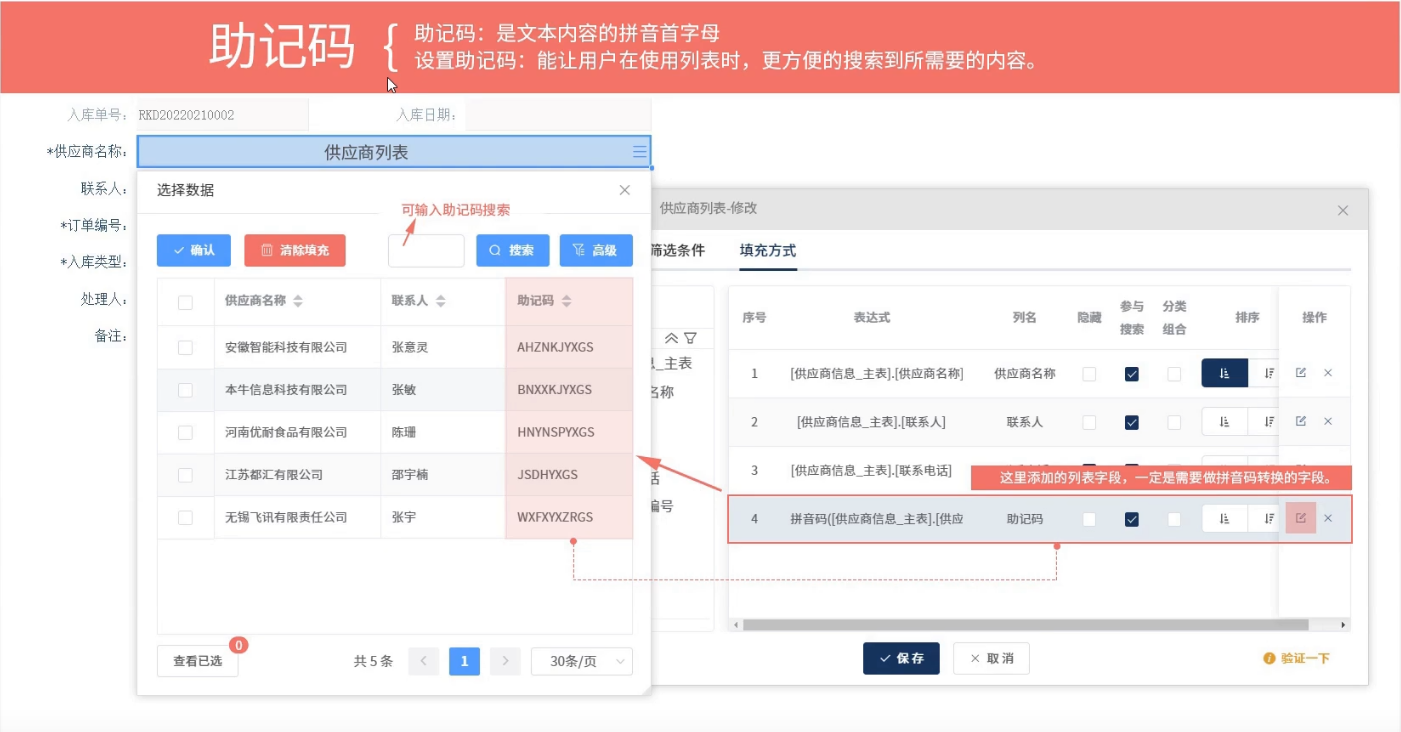 助记码 {
助记码：是文本内容的拼音首字母
设置助记码：能让用户在使用列表时，更方便的搜索到所需要的内容。
入库单号： RKD20220210002 入库日期：
*供应商名称： 供应商列表
联系人：
*订单编号：
*入库类型：
处理人：
备注：
选择数据
可输入助记码搜索
确认 清除填充 搜索 高级
供应商名称 联系人 助记码
安徽智能科技有限公司 张意灵 AHZNKJYXGS
本牛信息科技有限公司 张敏 BNXXKJYXGS
河南优耐食品有限公司 陈珊 HNYNSPYXGS
江苏都汇有限公司 邵宇楠 JSDHYXGS
无锡飞讯有限责任公司 张宇 WXFXYXZRGS
查看已选 0 共 5 条 1 30条/页
供应商列表-修改
筛选条件 填充方式
_主表
名称
话
编号
序号 表达式 列名 隐藏 参与搜索 分类组合 排序 操作
1 [供应商信息_主表].[供应商名称] 供应商名称
2 [供应商信息_主表].[联系人] 联系人
3 [供应商信息_主表].[联系电话]
这里添加的列表字段，一定是需要做拼音码转换的字段。
4 拼音码([供应商信息_主表].[供应 助记码
保存 取消 验证一下